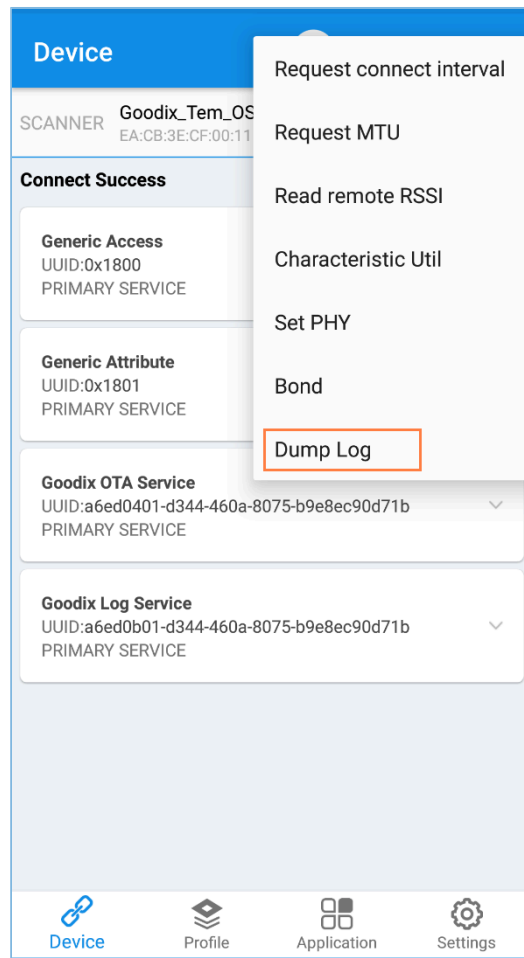 Device
Request connect interval
SCANNER
Goodix_Tem_OS
EA:CB:3E:CF:00:11
Request MTU
Connect Success
Read remote RSSI
Generic Access
UUID:0x1800
PRIMARY SERVICE
Characteristic Util
Set PHY
Generic Attribute
UUID:0x1801
PRIMARY SERVICE
Bond
Dump Log
Goodix OTA Service
UUID:a6ed0401-d344-460a-8075-b9e8ec90d71b
PRIMARY SERVICE
Goodix Log Service
UUID:a6ed0b01-d344-460a-8075-b9e8ec90d71b
PRIMARY SERVICE
Device
Profile
Application
Settings